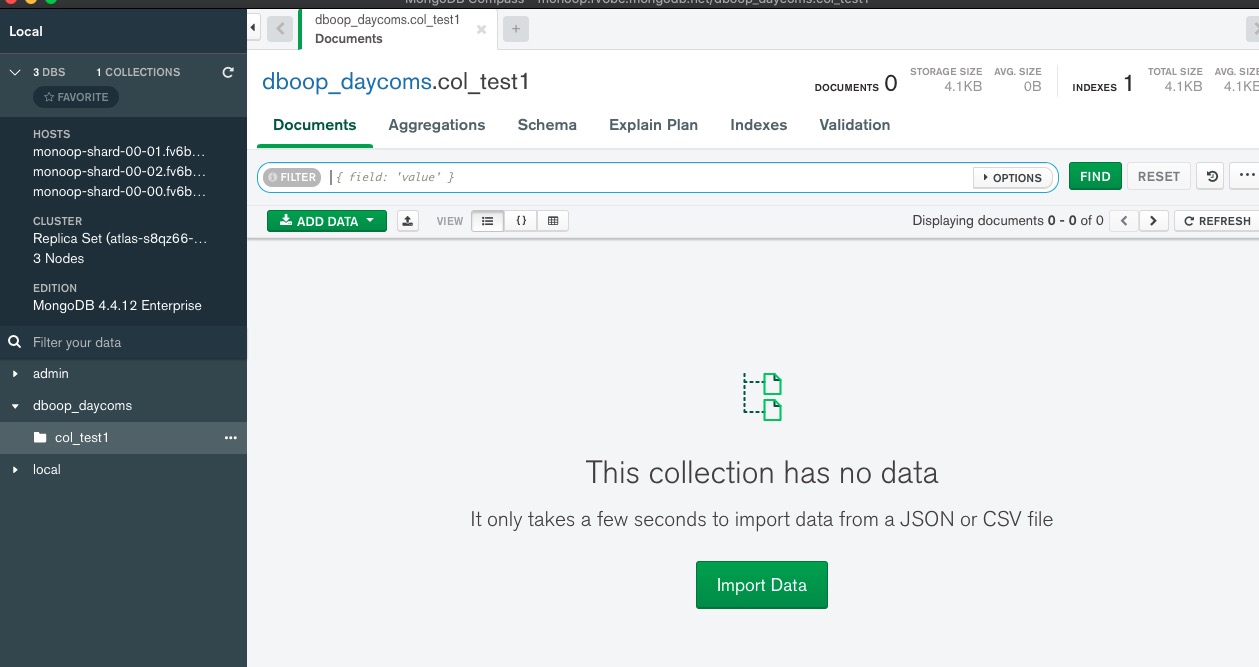 MongoDB Compass - monoop.fv6be.mongodb.net/dboop_daycoms.col_test1
Local
3 DBS 1 COLLECTIONS
FAVORITE
HOSTS
monoop-shard-00-01.fv6b...
monoop-shard-00-02.fv6b...
monoop-shard-00-00.fv6b...
CLUSTER
Replica Set (atlas-s8qz66-...
3 Nodes
EDITION
MongoDB 4.4.12 Enterprise
Filter your data
admin
dboop_daycoms
col_test1
local
dboop_daycoms.col_test1
Documents
dboop_daycoms.col_test1
DOCUMENTS 0 STORAGE SIZE 4.1KB AVG. SIZE 0B INDEXES 1 TOTAL SIZE 4.1KB AVG. SIZE 4.1KB
Documents Aggregations Schema Explain Plan Indexes Validation
FILTER { field: 'value' } OPTIONS FIND RESET
ADD DATA VIEW {} Displaying documents 0 - 0 of 0 REFRESH
This collection has no data
It only takes a few seconds to import data from a JSON or CSV file
Import Data